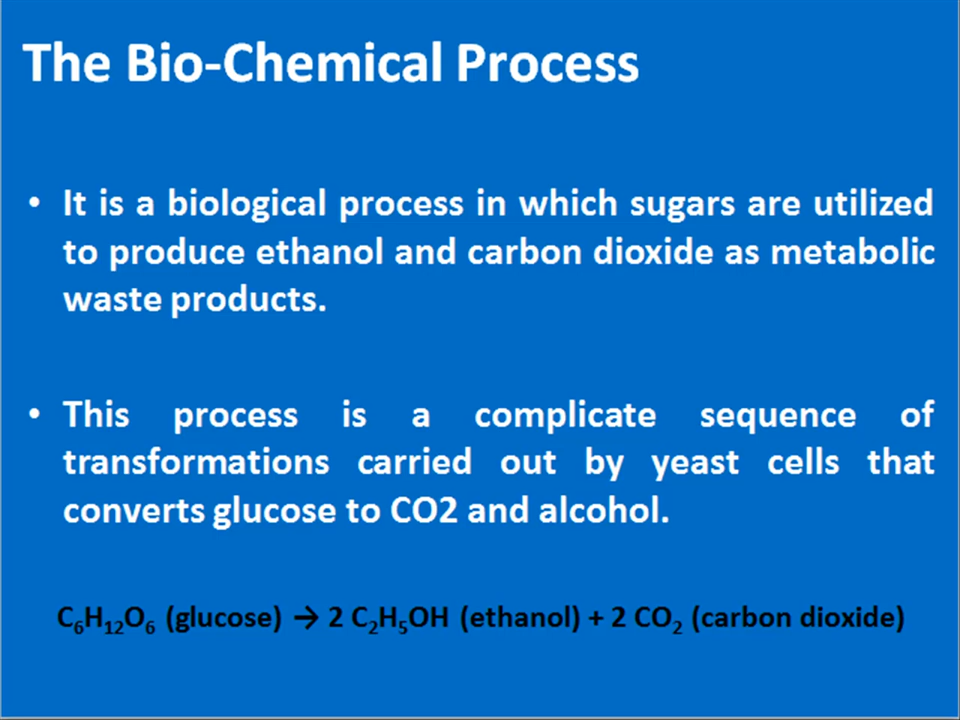 The Bio-Chemical Process
• It is a biological process in which sugars are utilized
to produce ethanol and carbon dioxide as metabolic
waste products.
• This process is a complicate sequence of
transformations carried out by yeast cells that
converts glucose to CO2 and alcohol.
C₆H₁₂O₆ (glucose) → 2 C₂H₅OH (ethanol) + 2 CO₂ (carbon dioxide)